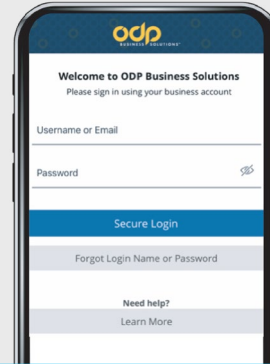 odp
BUSINESS SOLUTIONS
Welcome to ODP Business Solutions
Please sign in using your business account
Username or Email
Password
Secure Login
Forgot Login Name or Password
Need help?
Learn More